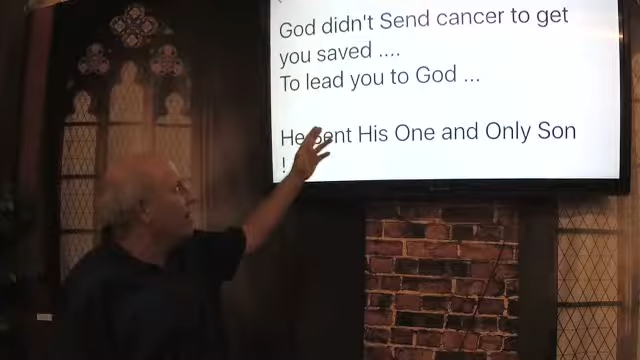 God didn't Send cancer to get
you saved ....
To lead you to God ...
He Sent His One and Only Son
!